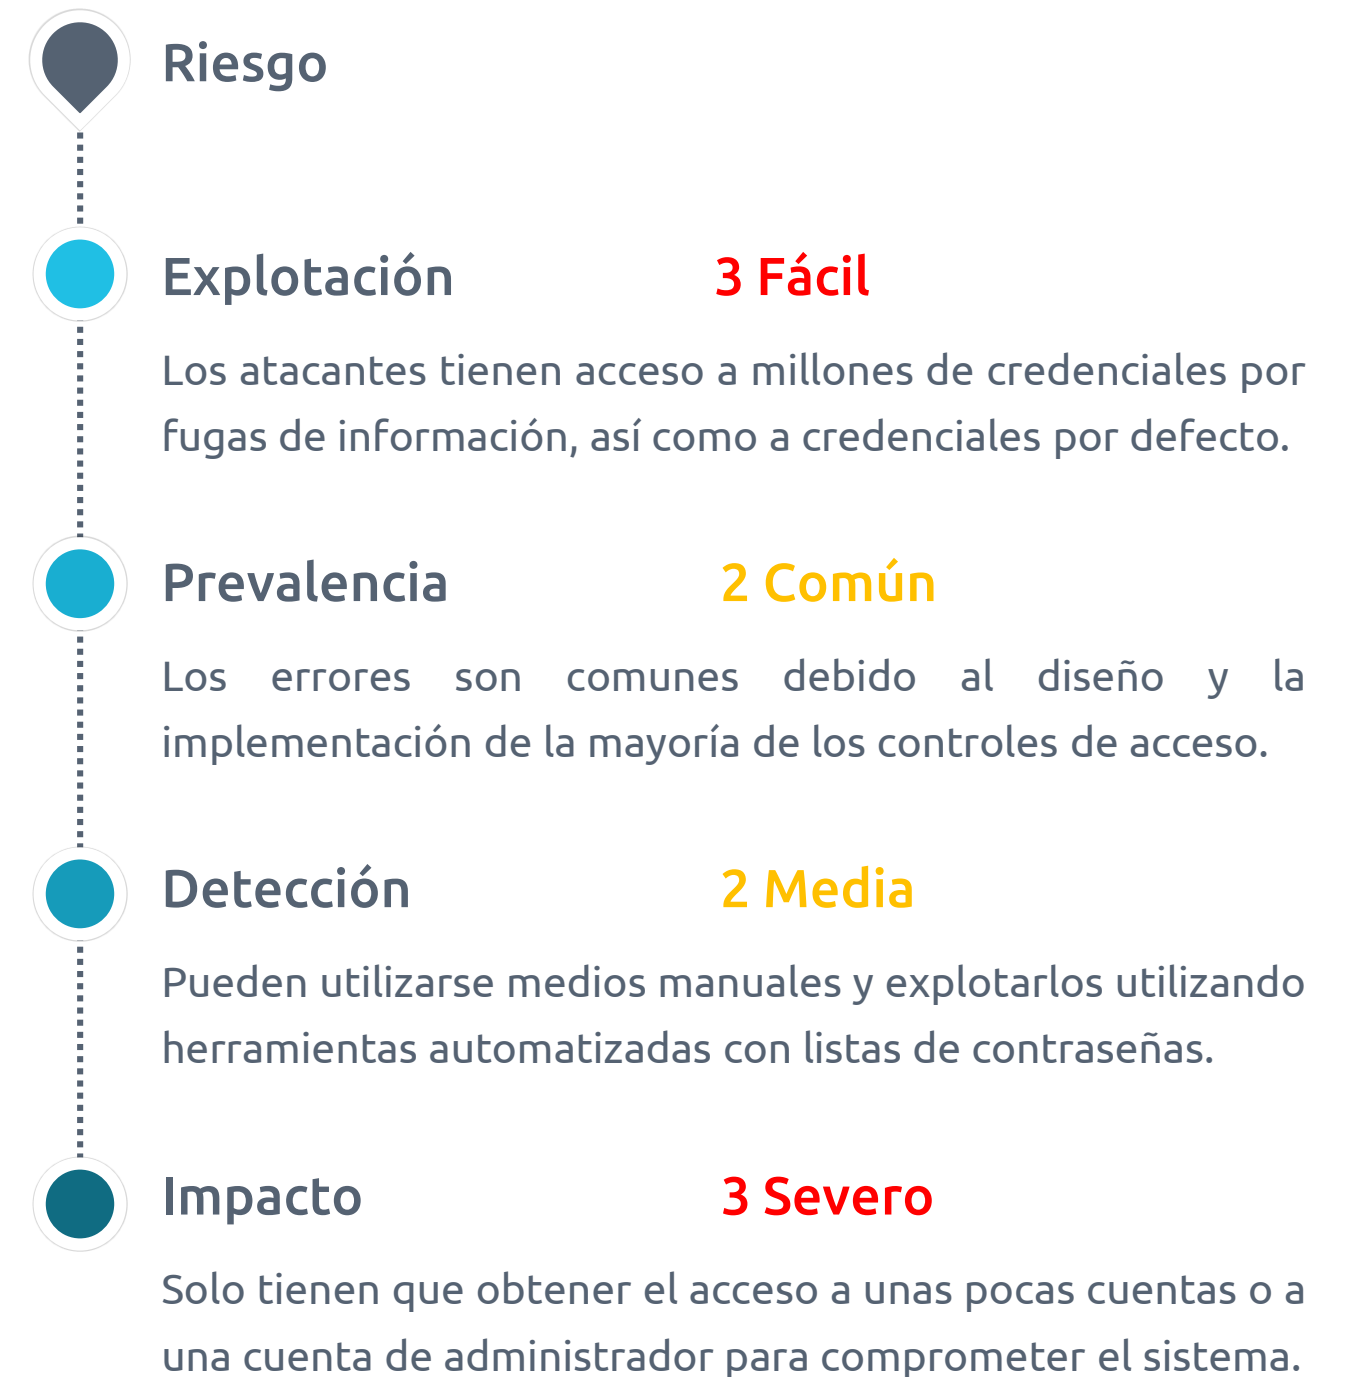 Riesgo
Explotación 3 Fácil
Los atacantes tienen acceso a millones de credenciales por
fugas de información, así como a credenciales por defecto.
Prevalencia 2 Común
Los errores son comunes debido al diseño y la
implementación de la mayoría de los controles de acceso.
Detección 2 Media
Pueden utilizarse medios manuales y explotarlos utilizando
herramientas automatizadas con listas de contraseñas.
Impacto 3 Severo
Solo tienen que obtener el acceso a unas pocas cuentas o a
una cuenta de administrador para comprometer el sistema.